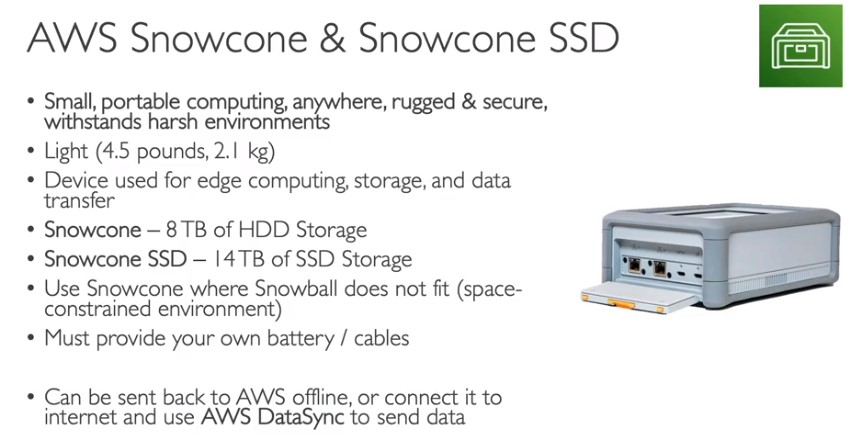 AWS Snowcone & Snowcone SSD
• Small, portable computing, anywhere, rugged & secure,
withstands harsh environments
• Light (4.5 pounds, 2.1 kg)
• Device used for edge computing, storage, and data
transfer
• Snowcone – 8 TB of HDD Storage
• Snowcone SSD – 14 TB of SSD Storage
• Use Snowcone where Snowball does not fit (space-
constrained environment)
• Must provide your own battery / cables
• Can be sent back to AWS offline, or connect it to
internet and use AWS DataSync to send data